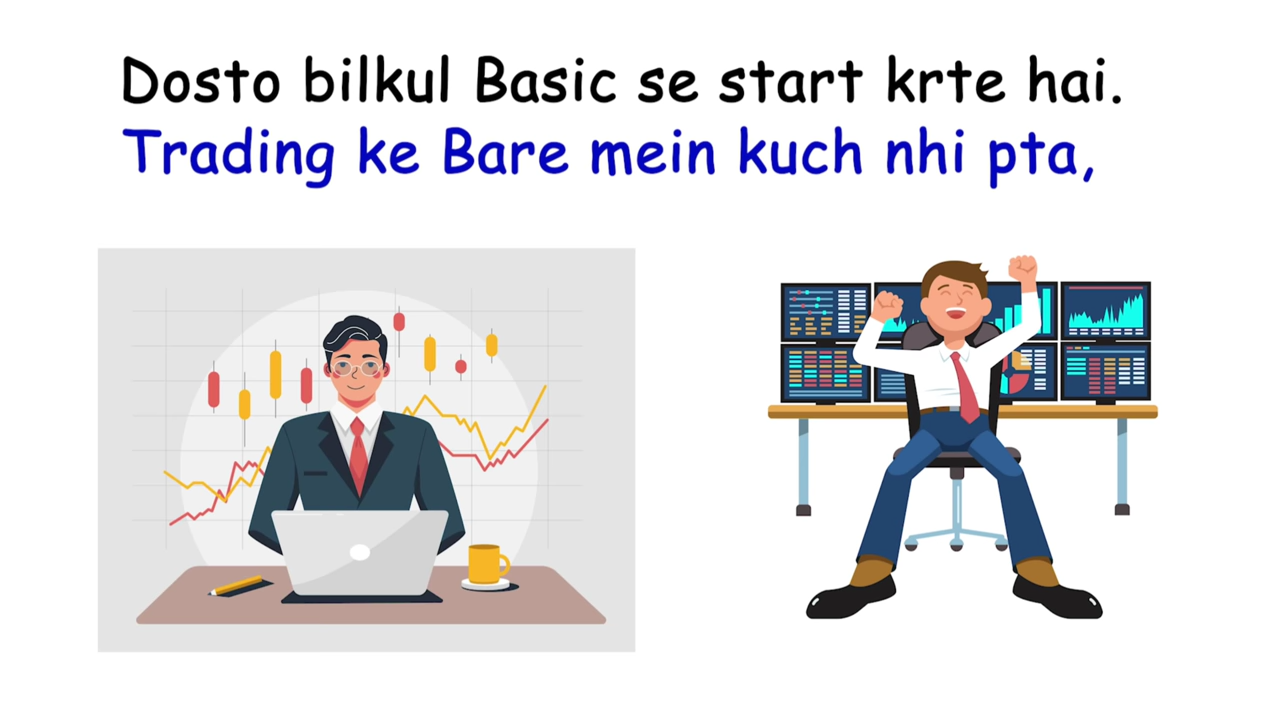 Dosto bilkul Basic se start krte hai.
Trading ke Bare mein kuch nhi pta,